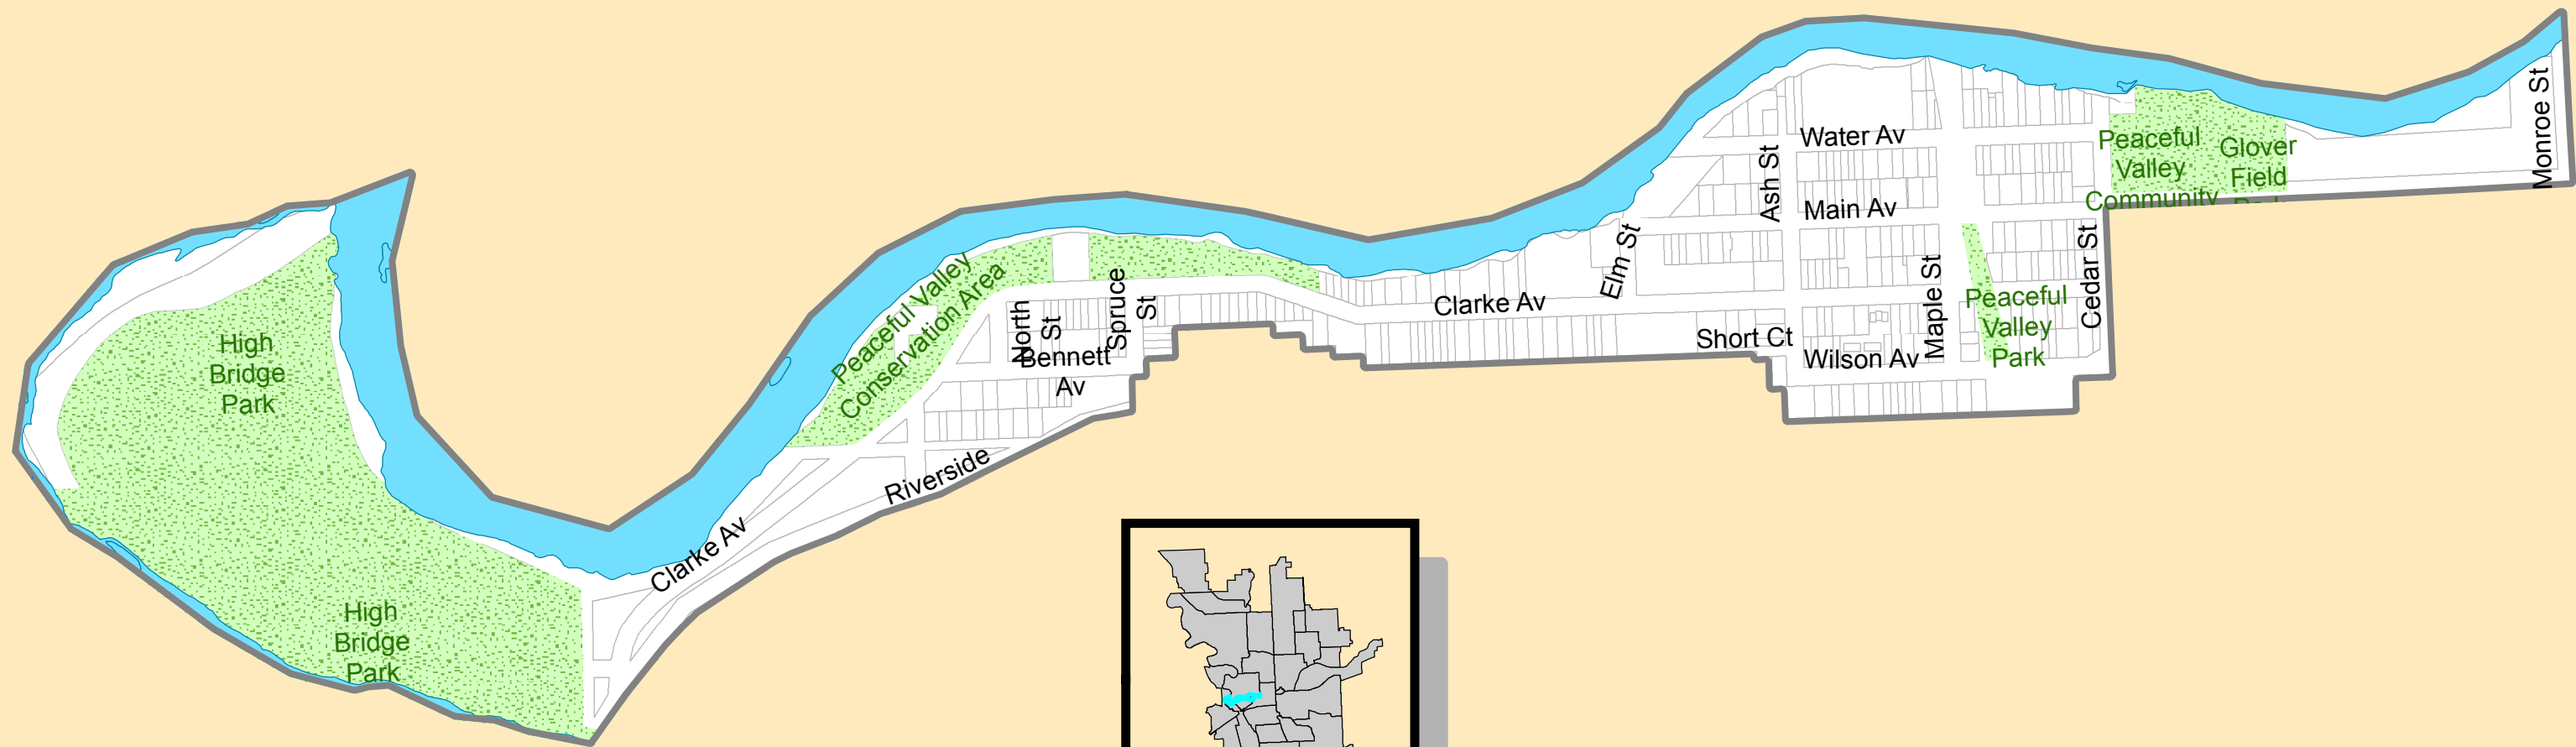 High
Bridge
Park
High
Bridge
Park
Clarke Av
Riverside
Peaceful Valley
Conservation Area
North
St
Spruce
St
Bennett
Av
Clarke Av
Elm St
Short Ct
Ash St
Water Av
Main Av
Wilson Av
Maple St
Peaceful
Valley
Park
Cedar St
Peaceful
Valley
Community
Glover
Field
Monroe St